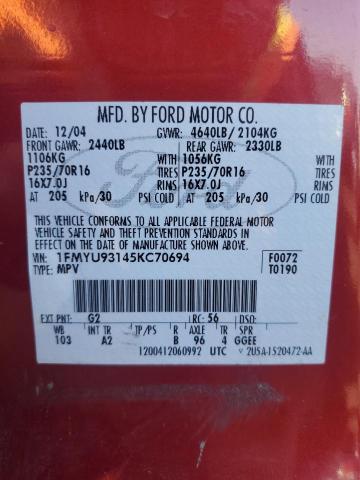 MFD. BY FORD MOTOR CO.
DATE: 12/04 GVWR: 4640LB/ 2104KG
FRONT GAWR: 2440LB REAR GAWR: 2330LB
1106KG WITH 1056KG WITH
P235/70R16 TIRES P235/70R16 TIRES
16X7.0J RIMS 16X7.0J RIMS
AT 205 kPa/30 PSI COLD AT 205 kPa/30 PSI COLD
THIS VEHICLE CONFORMS TO ALL APPLICABLE FEDERAL MOTOR
VEHICLE SAFETY AND THEFT PREVENTION STANDARDS IN
EFFECT ON THE DATE OF MANUFACTURE SHOWN ABOVE.
VIN: 1FMYU93145KC70694 F0072
TYPE: MPV T0190
EXT PNT: G2 RC: 56 DSO:
WB INT TR TP/PS R AXLE TR SPR
103 A2 B 96 4 GGEE
1200412060992 UTC 2U5A-1520472-AA